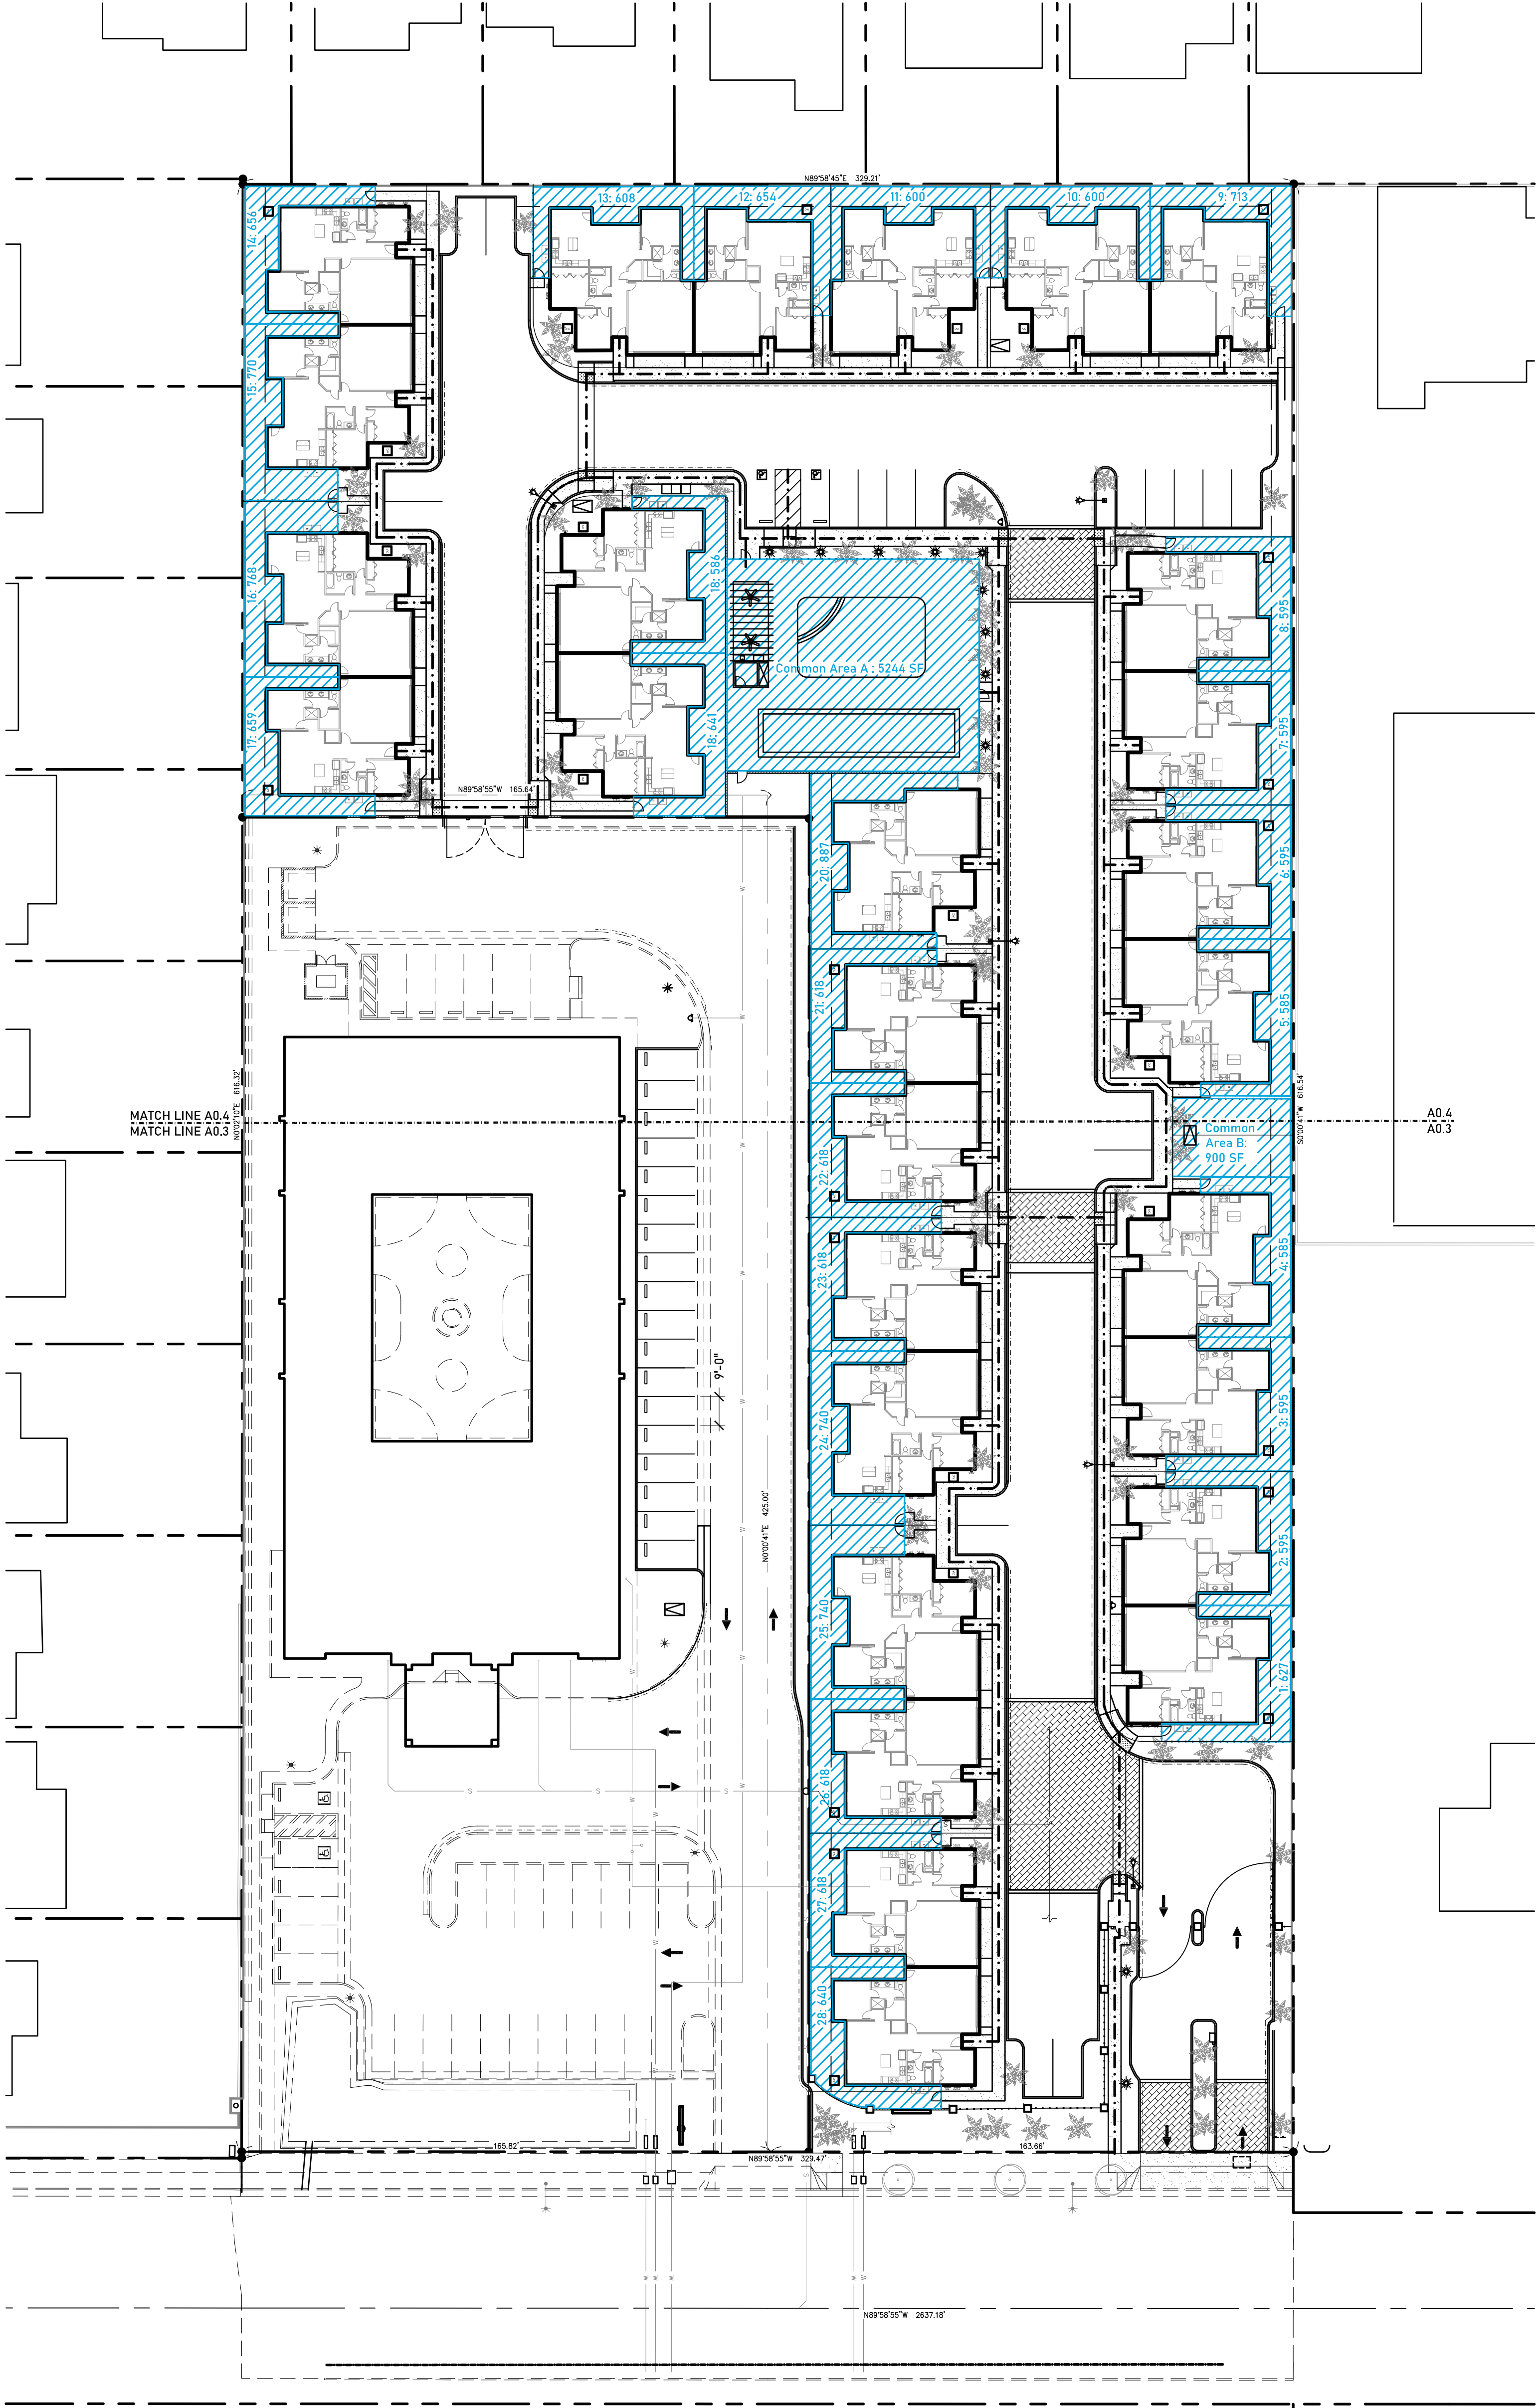 N89°58'45"E 329.21'
13: 608
12: 654
11: 600
10: 600
9: 713
14: 656
15: 770
16: 768
17: 659
18: 586
18: 641
Common Area A : 5244 SF
8: 595
7: 595
N89°58'55"W 165.64'
6: 595
20: 887
21: 618
5: 585
N0°02'10"E 616.32'
MATCH LINE A0.4
MATCH LINE A0.3
A0.4
A0.3
Common
Area B:
900 SF
S0°00'41"W 616.54'
22: 618
23: 618
4: 585
9'-0"
24: 740
3: 595
N0°00'41"E 425.00'
2: 595
25: 740
1: 627
26: 618
27: 618
28: 640
W
W
W
W
W
W
W
W
S
S
S
S
W
W
W
W
W
165.82'
163.66'
N89°58'55"W 329.47'
S
W
W
W
W
W
N89°58'55"W 2637.18'